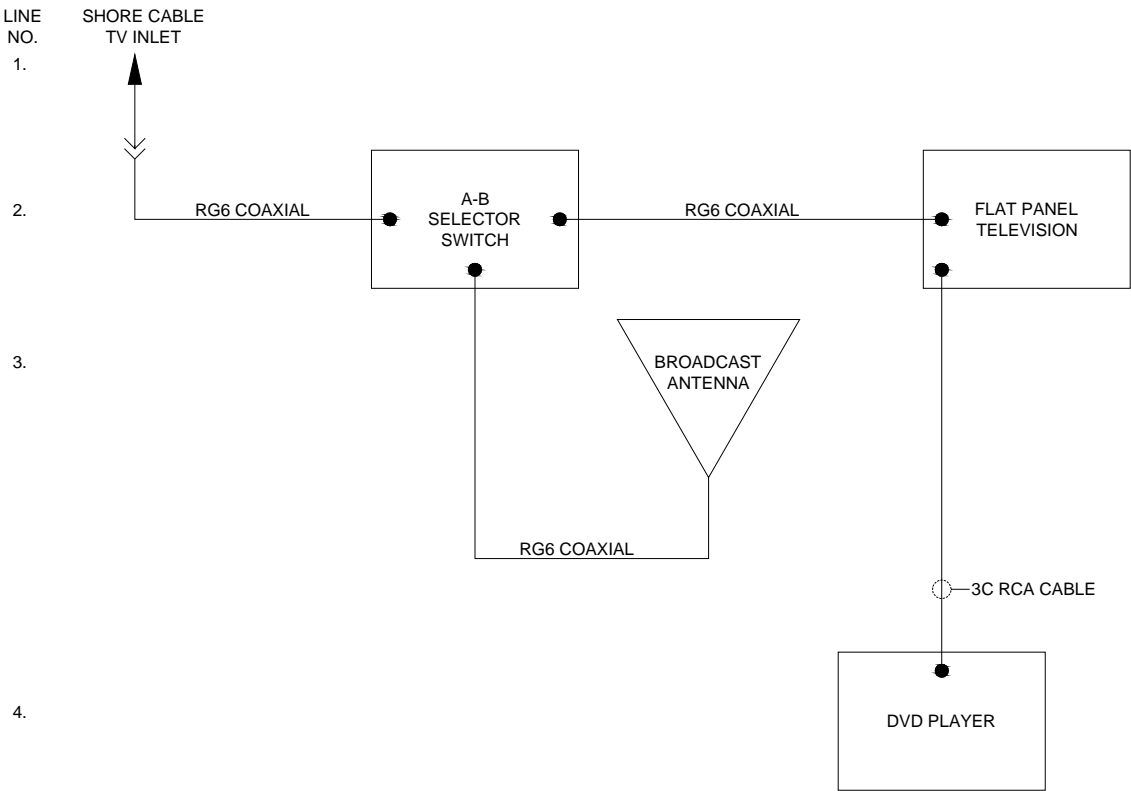 LINE
NO.
SHORE CABLE
TV INLET
1.
2.
RG6 COAXIAL
A-B
SELECTOR
SWITCH
RG6 COAXIAL
FLAT PANEL
TELEVISION
3.
BROADCAST
ANTENNA
RG6 COAXIAL
3C RCA CABLE
4.
DVD PLAYER